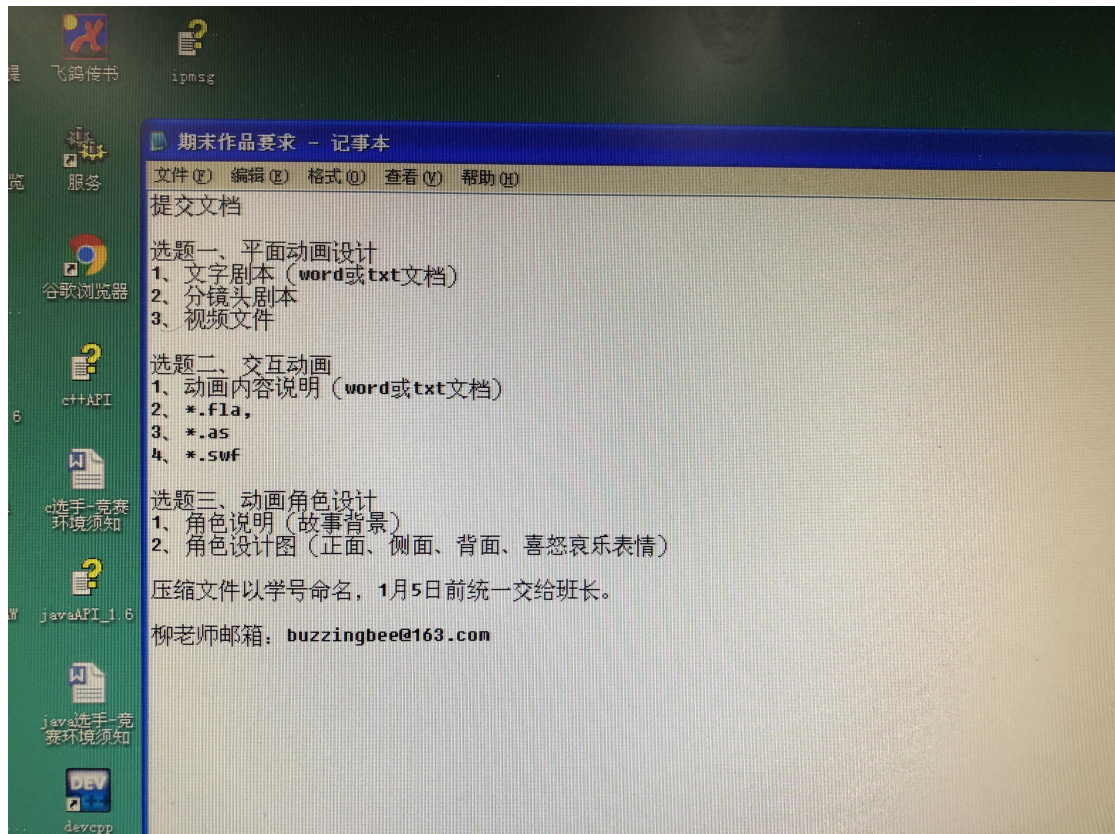 飞鸽传书
ipmsg
服务
谷歌浏览器
c++API
c选手-竞赛
环境须知
javaAPI_1.6
java选手-竞
赛环境须知
DEV
devcpp
览
6
期末作品要求 - 记事本
文件(F) 编辑(E) 格式(O) 查看(V) 帮助(H)
提交文档
选题一、平面动画设计
1、文字剧本（word或txt文档）
2、分镜头剧本
3、视频文件
选题二、交互动画
1、动画内容说明（word或txt文档）
2、*.fla,
3、*.as
4、*.swf
选题三、动画角色设计
1、角色说明（故事背景）
2、角色设计图（正面、侧面、背面、喜怒哀乐表情）
压缩文件以学号命名，1月5日前统一交给班长。
柳老师邮箱：buzzingbee@163.com